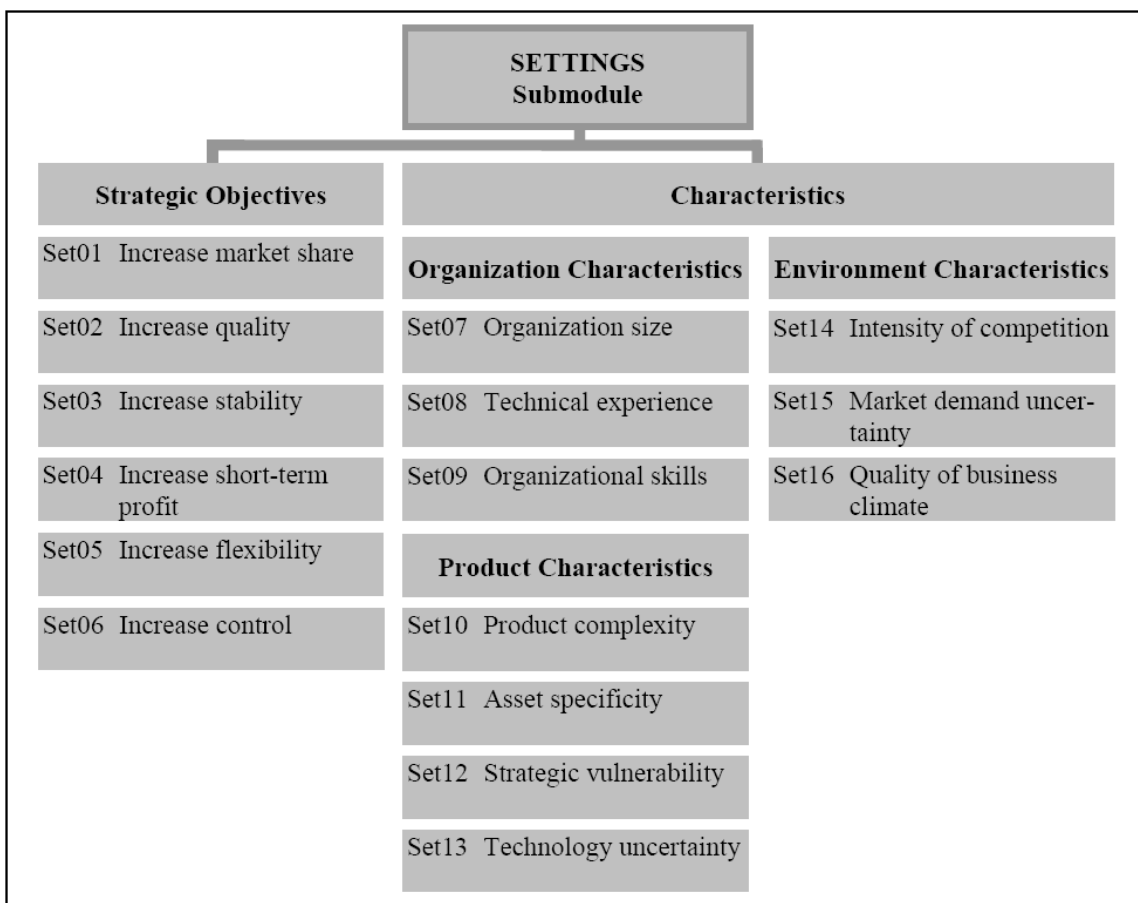 SETTINGS
Submodule
Strategic Objectives
Set01 Increase market share
Set02 Increase quality
Set03 Increase stability
Set04 Increase short-term
profit
Set05 Increase flexibility
Set06 Increase control
Characteristics
Organization Characteristics
Set07 Organization size
Set08 Technical experience
Set09 Organizational skills
Product Characteristics
Set10 Product complexity
Set11 Asset specificity
Set12 Strategic vulnerability
Set13 Technology uncertainty
Environment Characteristics
Set14 Intensity of competition
Set15 Market demand uncer-
tainty
Set16 Quality of business
climate